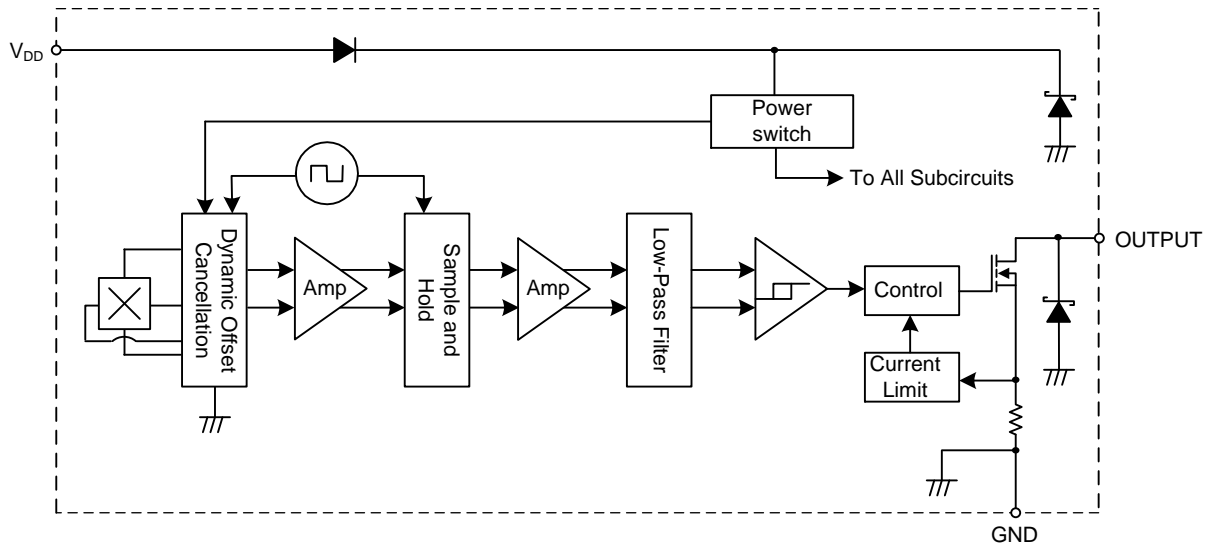 VDD
Power
switch
To All Subcircuits
Dynamic Offset
Cancellation
Amp
Sample and
Hold
Amp
Low-Pass Filter
Control
Current
Limit
OUTPUT
GND